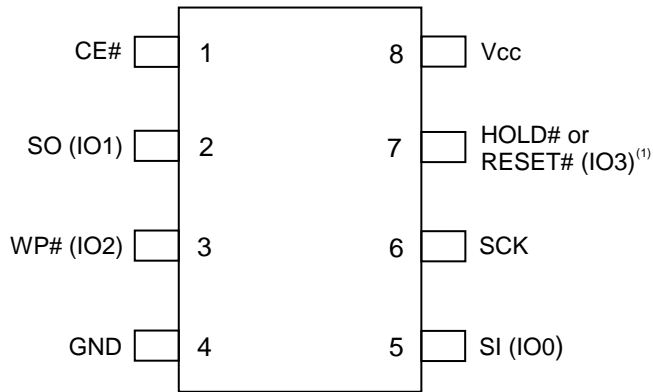 CE# 1 8 Vcc
SO (IO1) 2 7 HOLD# or
RESET# (IO3)(1)
WP# (IO2) 3 6 SCK
GND 4 5 SI (IO0)